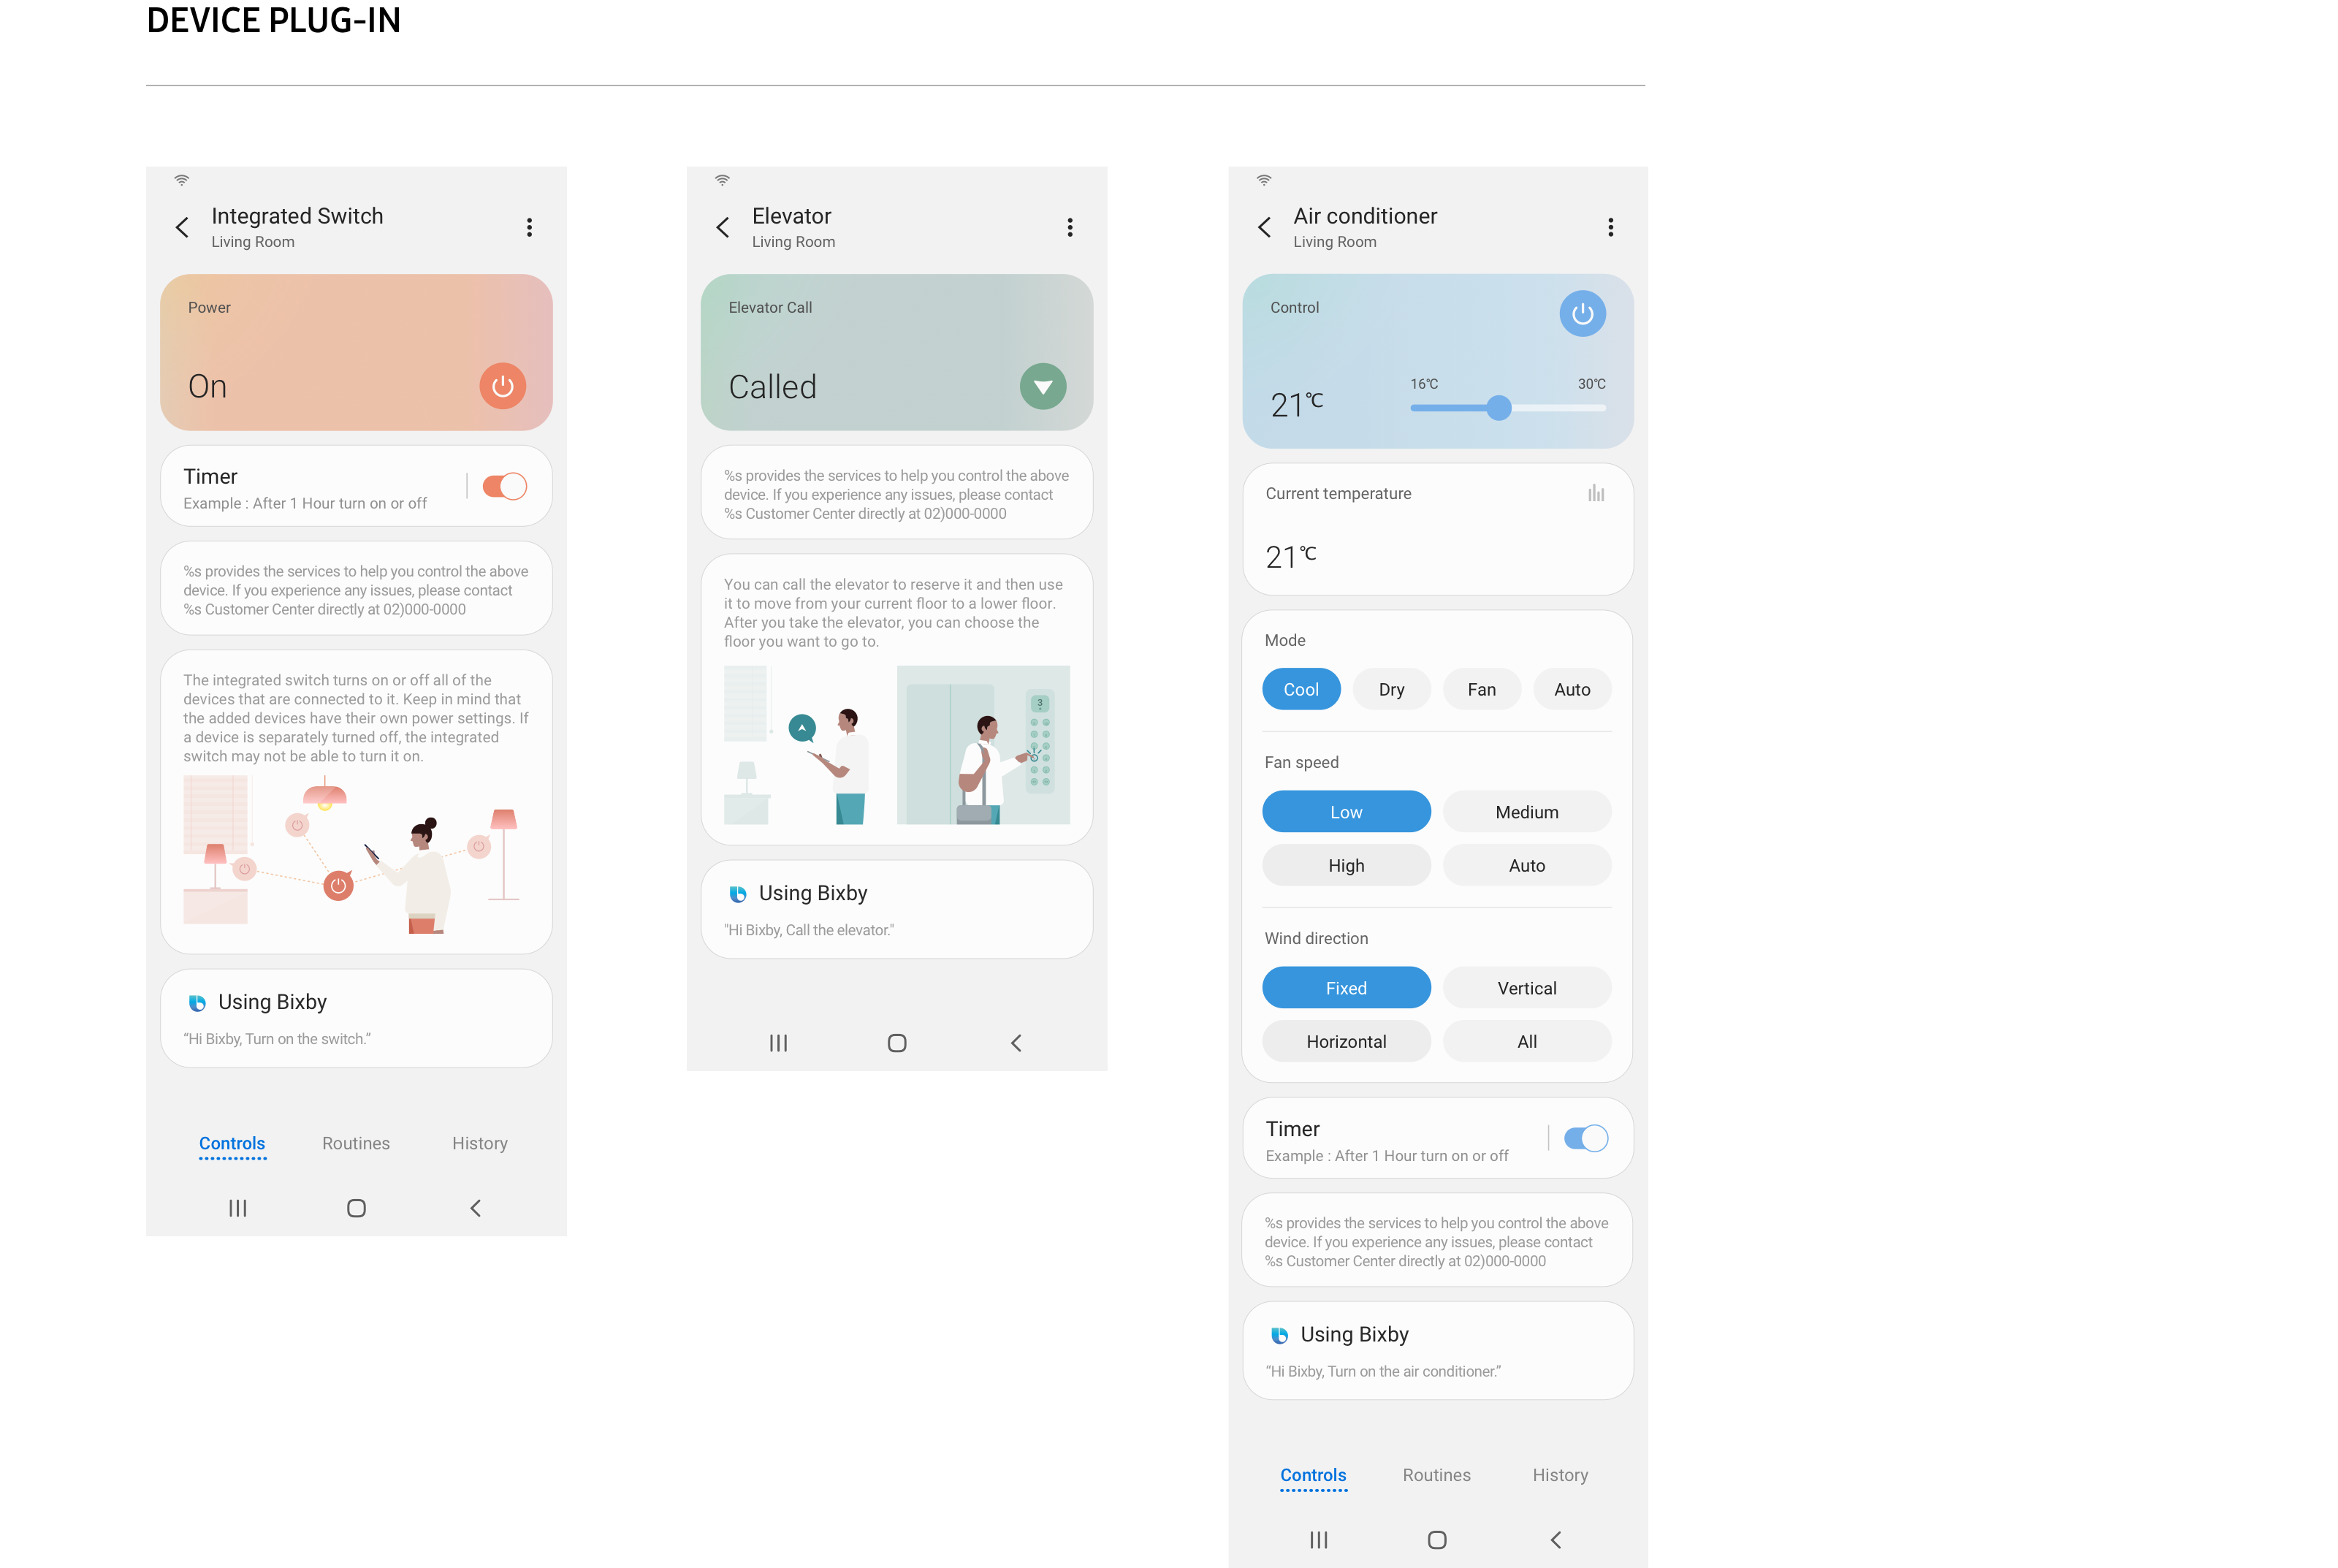 DEVICE PLUG-IN
Integrated Switch
Living Room
Power
On
Timer
Example : After 1 Hour turn on or off
%s provides the services to help you control the above
device. If you experience any issues, please contact
%s Customer Center directly at 02)000-0000
The integrated switch turns on or off all of the
devices that are connected to it. Keep in mind that
the added devices have their own power settings. If
a device is separately turned off, the integrated
switch may not be able to turn it on.
Using Bixby
“Hi Bixby, Turn on the switch.”
Controls
Routines
History
Elevator
Living Room
Elevator Call
Called
%s provides the services to help you control the above
device. If you experience any issues, please contact
%s Customer Center directly at 02)000-0000
You can call the elevator to reserve it and then use
it to move from your current floor to a lower floor.
After you take the elevator, you can choose the
floor you want to go to.
3
Using Bixby
"Hi Bixby, Call the elevator."
Air conditioner
Living Room
Control
21℃
16℃
30℃
Current temperature
21℃
Mode
Cool
Dry
Fan
Auto
Fan speed
Low
Medium
High
Auto
Wind direction
Fixed
Vertical
Horizontal
All
Timer
Example : After 1 Hour turn on or off
%s provides the services to help you control the above
device. If you experience any issues, please contact
%s Customer Center directly at 02)000-0000
Using Bixby
“Hi Bixby, Turn on the air conditioner.”
Controls
Routines
History